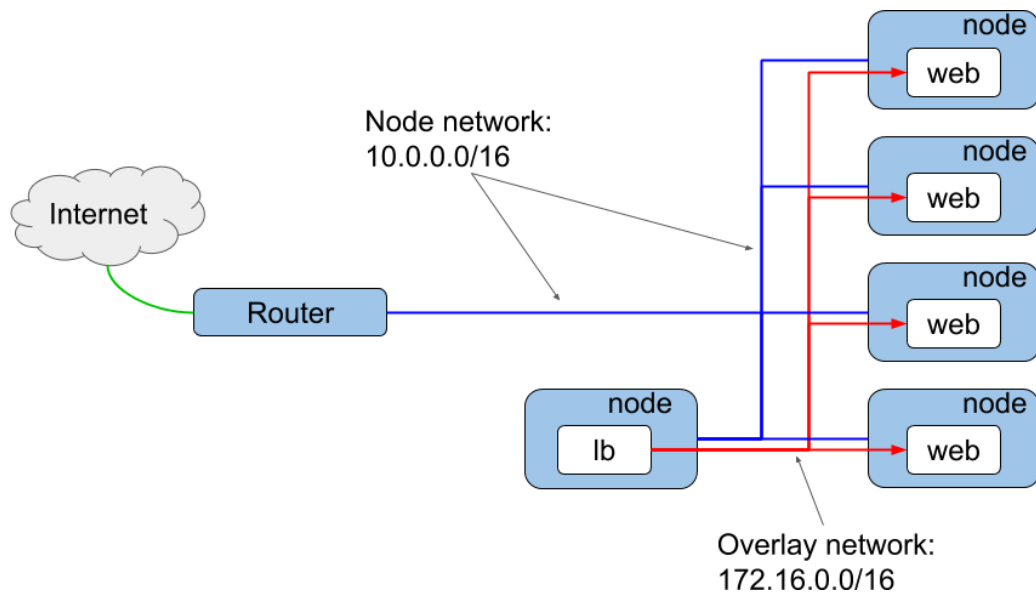 node
web
Node network:
10.0.0.0/16
node
web
Internet
node
web
Router
node
lb
node
web
Overlay network:
172.16.0.0/16